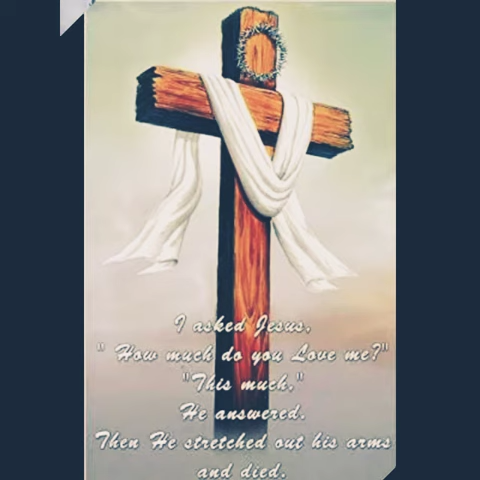 I asked Jesus,
" How much do you Love me?"
"This much,"
He answered.
Then He stretched out his arms
and died.